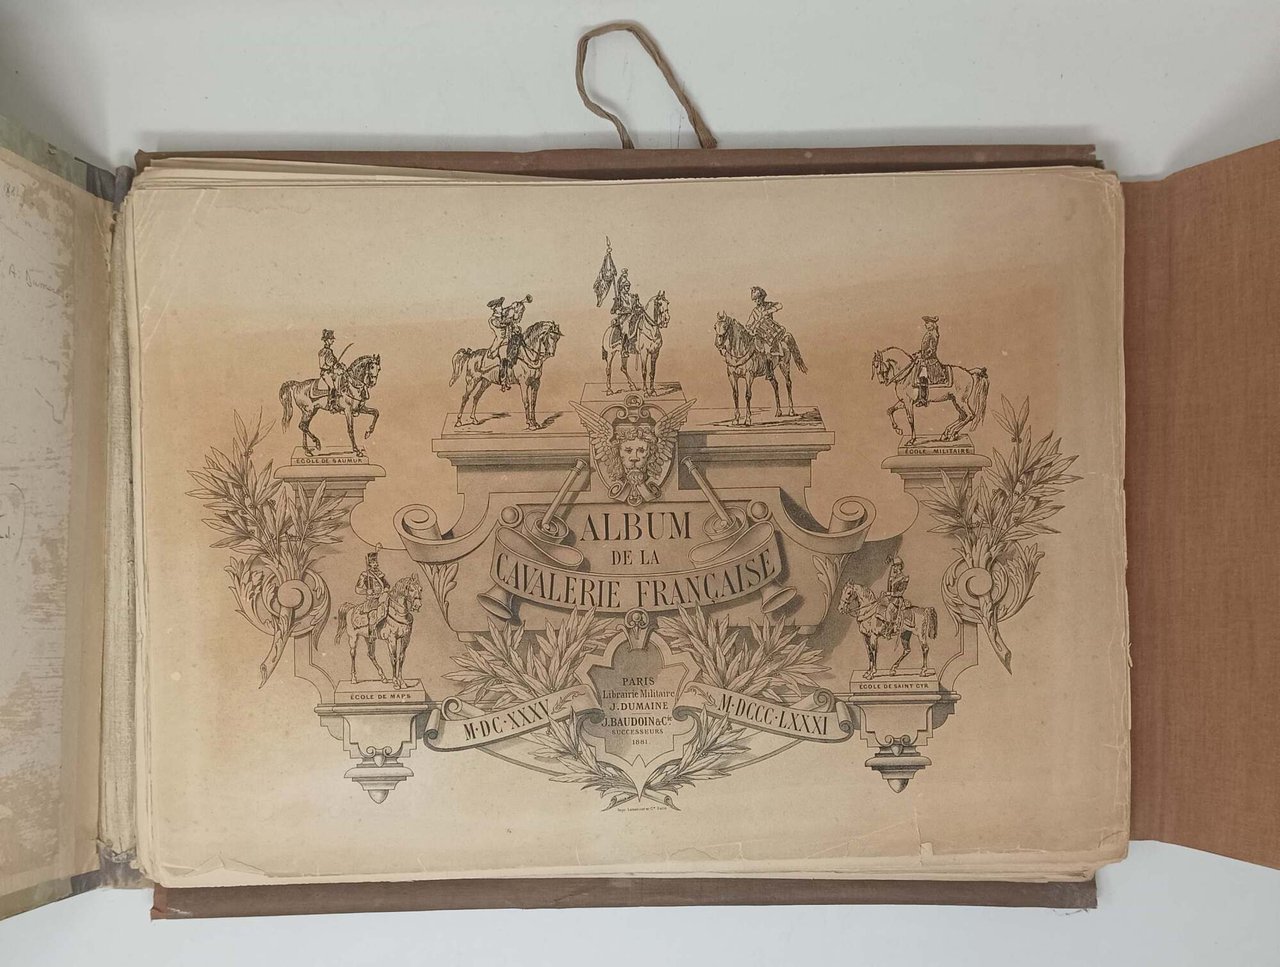 ÉCOLE DE SAUMUR
ÉCOLE MILITAIRE
ALBUM
DE LA
CAVALERIE FRANÇAISE
ÉCOLE DE MARS
ÉCOLE DE SAINT CYR
PARIS
Librairie Militaire
J. DUMAINE
J. BAUDOIN & Cie
SUCCESSEURS
1881
M·DC·XXXV
M·DCCC·LXXXI